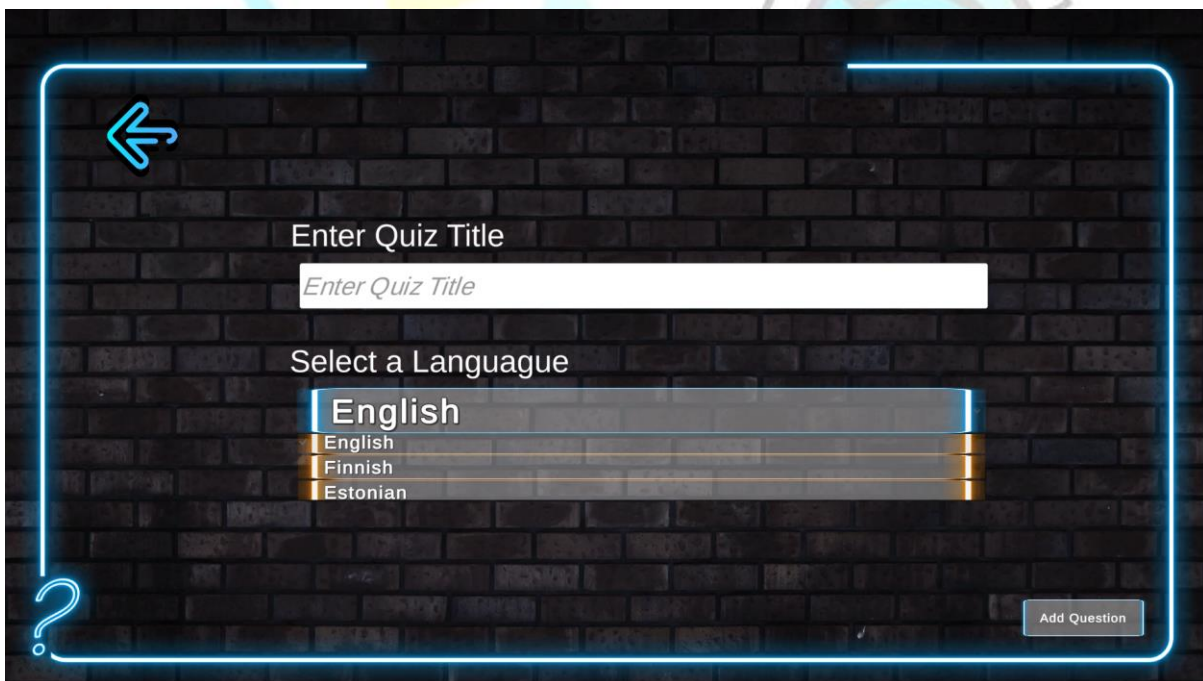 Enter Quiz Title
Enter Quiz Title
Select a Languague
English
English
Finnish
Estonian
?
Add Question